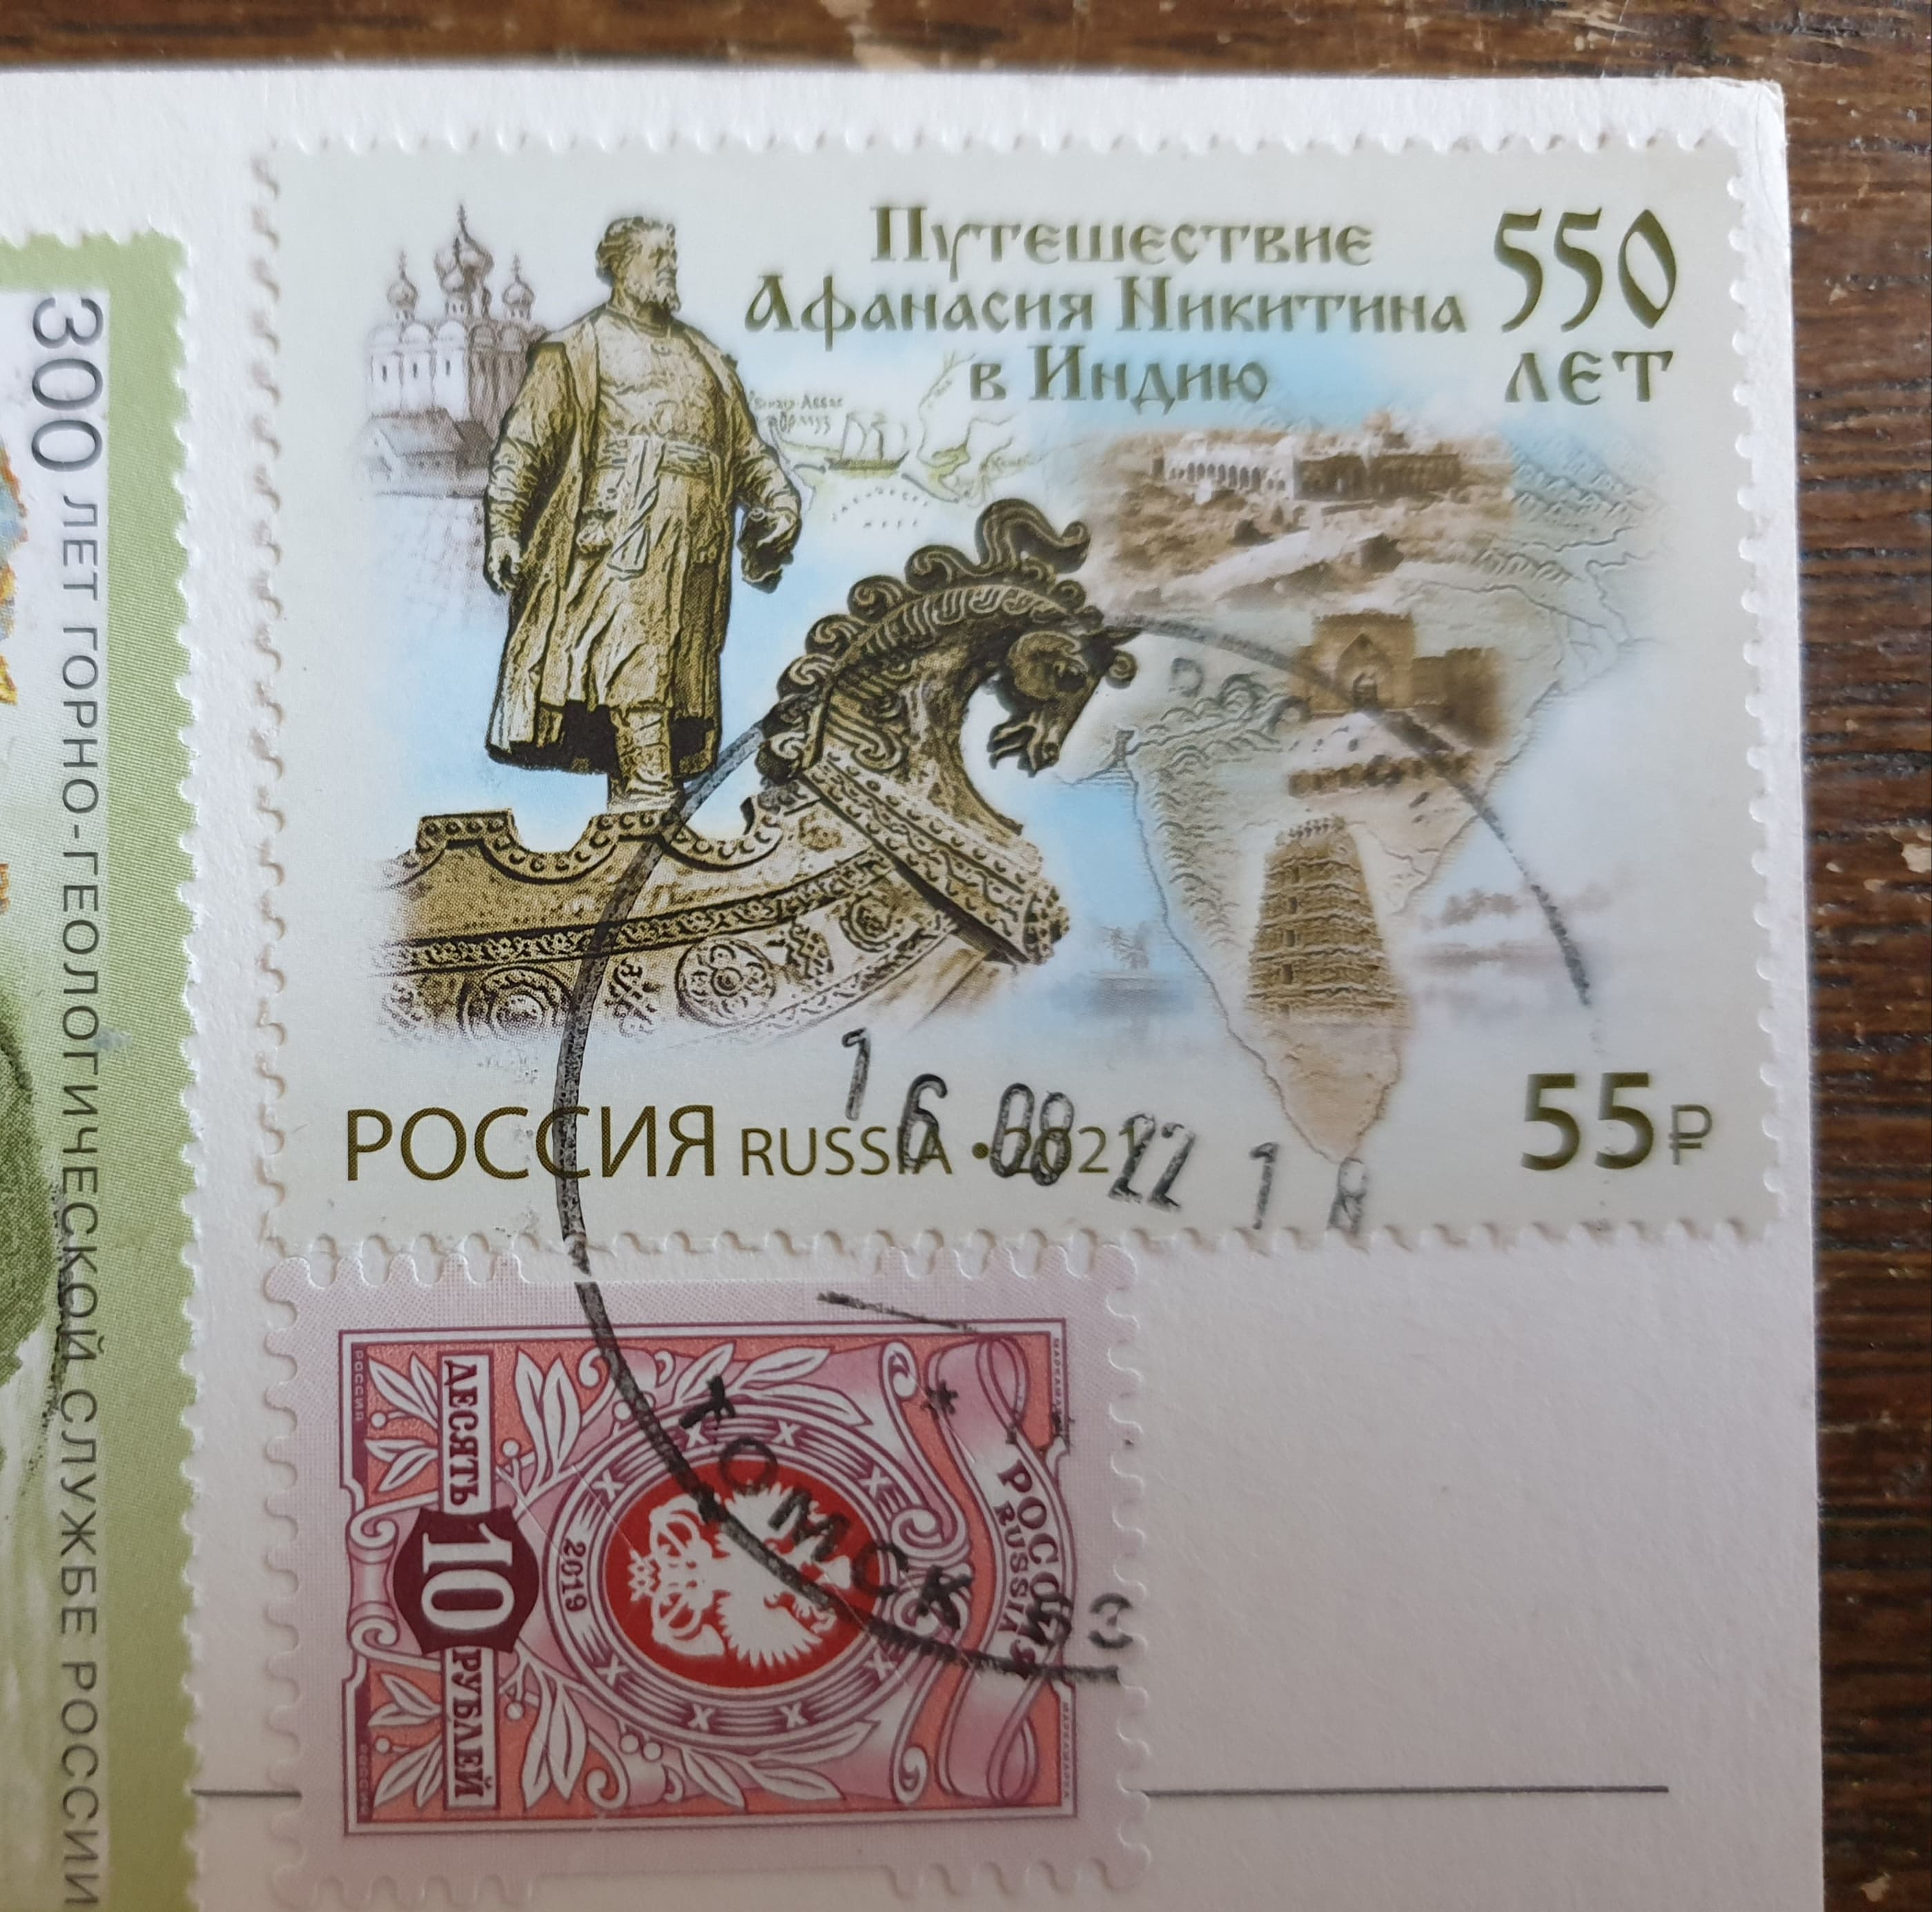 300 ЛЕТ ГОРНО-ГЕОЛОГИЧЕСКОЙ СЛУЖБЕ РОССИИ
Путешествие
Афанасия Никитина
в Индию
550
ЛЕТ
РОССИЯ RUSSIA • 2021
55₽
16 08 22 18
ДЕСЯТЬ
10
РУБЛЕЙ
2019
РОССИЯ
RUSSIA
ТОМСК